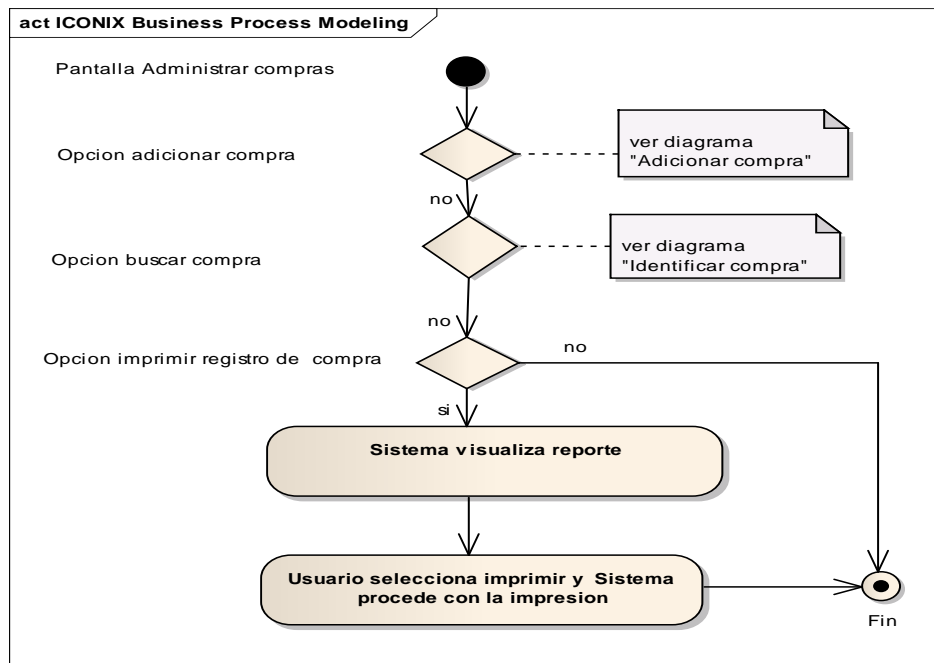 act ICONIX Business Process Modeling
Pantalla Administrar compras
Opcion adicionar compra
ver diagrama
"Adicionar compra"
no
Opcion buscar compra
ver diagrama
"Identificar compra"
no
Opcion imprimir registro de compra
no
si
Sistema visualiza reporte
Usuario selecciona imprimir y Sistema
procede con la impresion
Fin